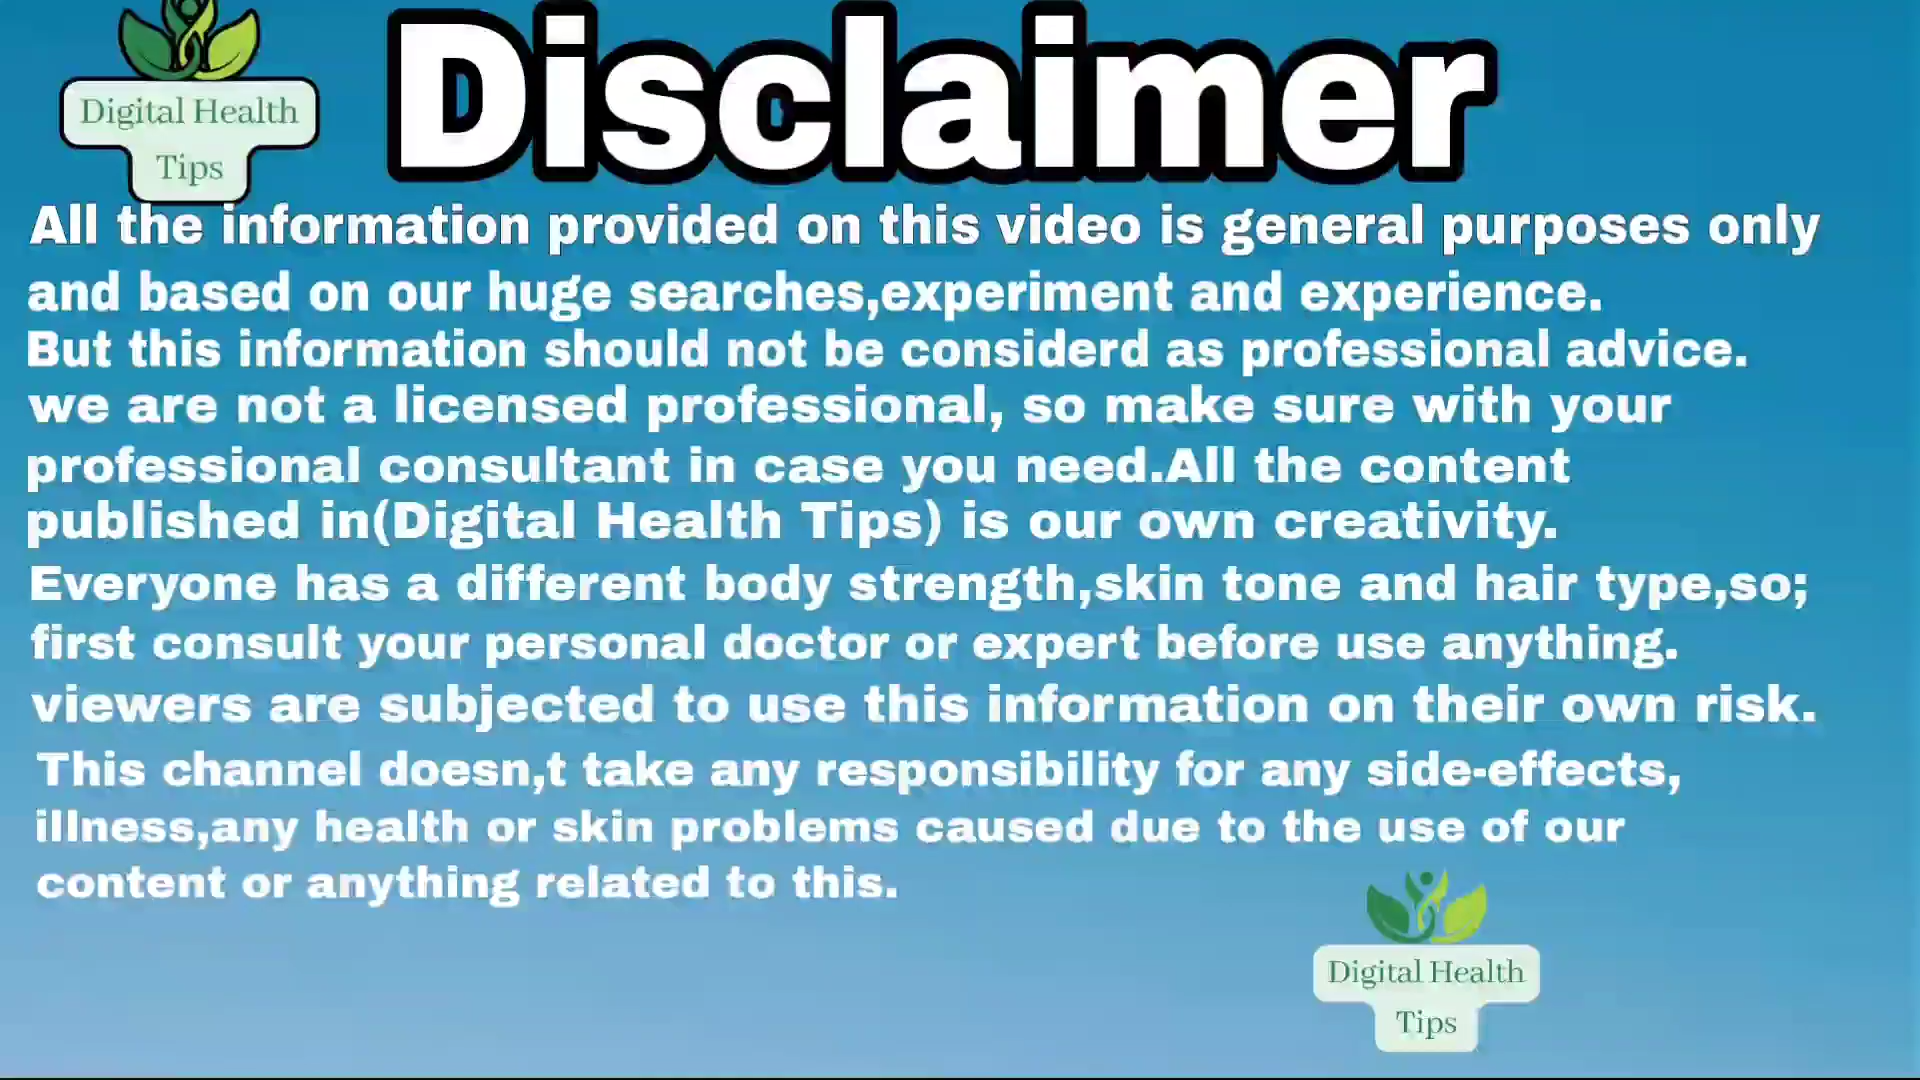 Digital Health
Tips
Disclaimer
All the information provided on this video is general purposes only
and based on our huge searches,experiment and experience.
But this information should not be considerd as professional advice.
we are not a licensed professional, so make sure with your
professional consultant in case you need.All the content
published in(Digital Health Tips) is our own creativity.
Everyone has a different body strength,skin tone and hair type,so;
first consult your personal doctor or expert before use anything.
viewers are subjected to use this information on their own risk.
This channel doesn,t take any responsibility for any side-effects,
illness,any health or skin problems caused due to the use of our
content or anything related to this.
Digital Health
Tips